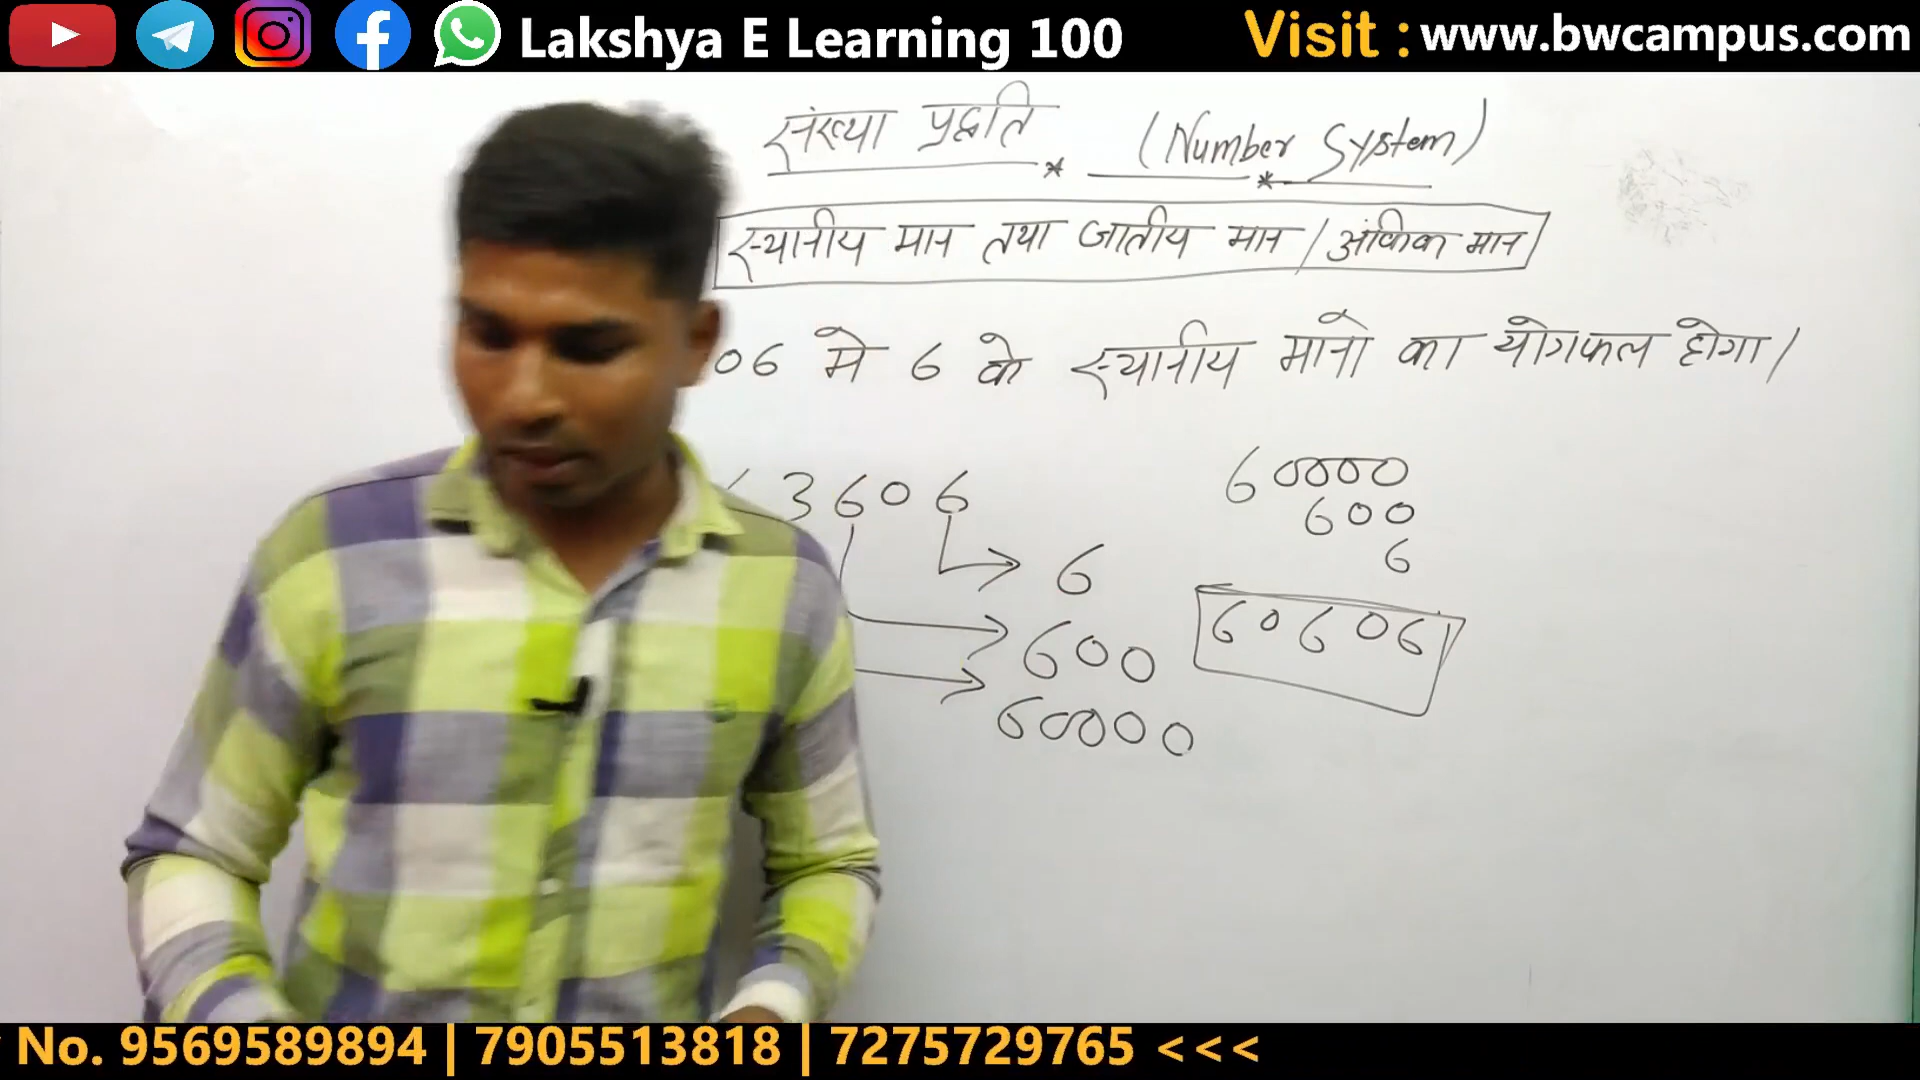 Lakshya E Learning 100 Visit : www.bwcampus.com
संख्या पद्धति (Number System)
स्थानीय मान तथा जातीय मान / आंकिक मान
06 मे 6 के स्थानीय मानो का योगफल होगा।
3606
6
600
60000
60000
600
6
60606
No. 9569589894 | 7905513818 | 7275729765 <<<